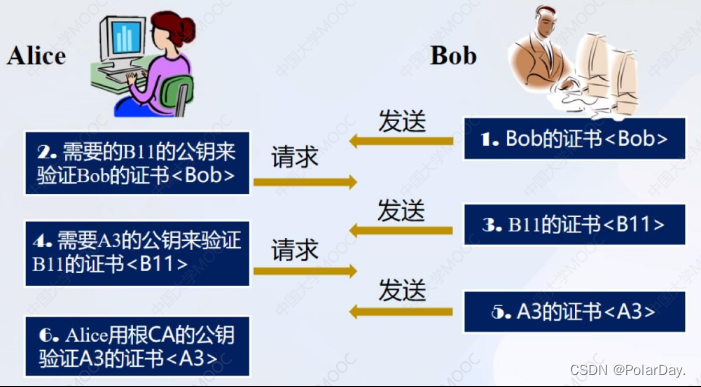 Alice
Bob
发送
1. Bob的证书<Bob>
2. 需要的B11的公钥来
验证Bob的证书<Bob>
请求
发送
3. B11的证书<B11>
4. 需要A3的公钥来验证
B11的证书<B11>
请求
发送
5. A3的证书<A3>
6. Alice用根CA的公钥
验证A3的证书<A3>
CSDN @PolarDay.
中国大学MOOC